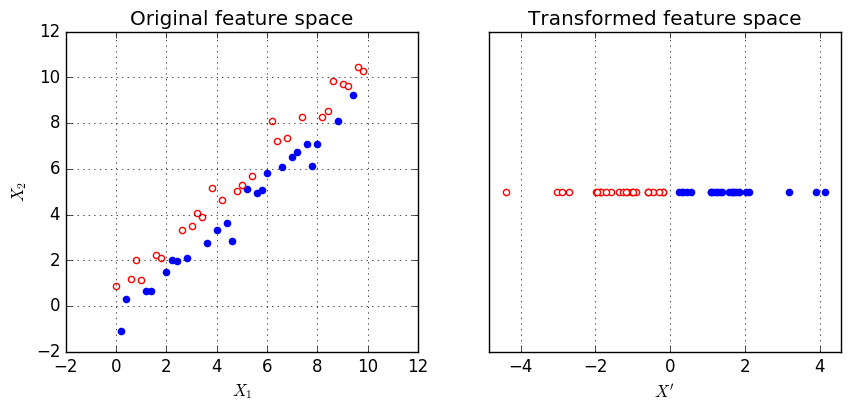 Original feature space
12
10
8
6
4
2
0
−2
X₂
−2 0 2 4 6 8 10 12
X₁
Transformed feature space
−4 −2 0 2 4
X′